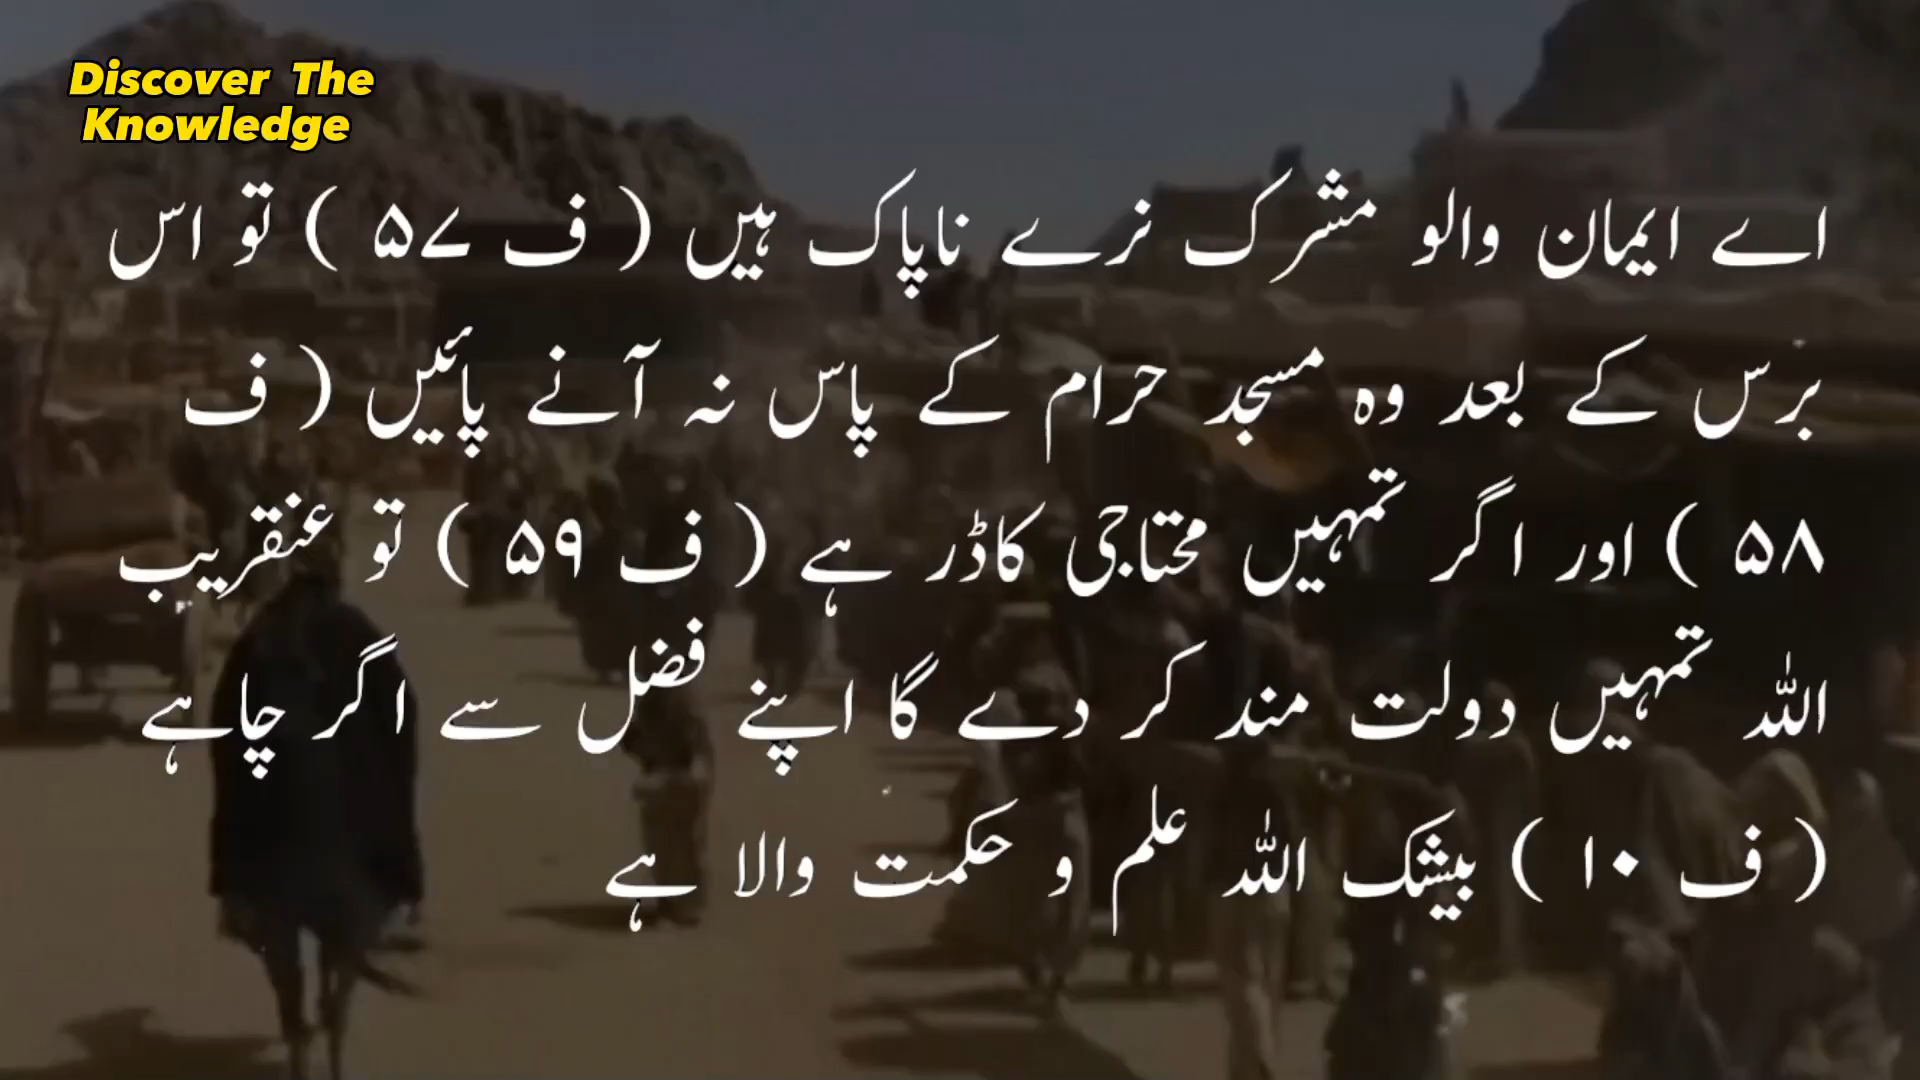 Discover The
Knowledge
اے ایمان والو مشرک نرے ناپاک ہیں ( ف ۵۷ ) تو اس
برس کے بعد وہ مسجد حرام کے پاس نہ آنے پائیں ( ف
۵۸ ) اور اگر تمہیں محتاجی کاڈر ہے ( ف ۵۹ ) تو عنقریب
اللہ تمہیں دولت مند کر دے گا اپنے فضل سے اگر چاہے
( ف ۱۰ ) بیشک اللہ علم و حکمت والا ہے